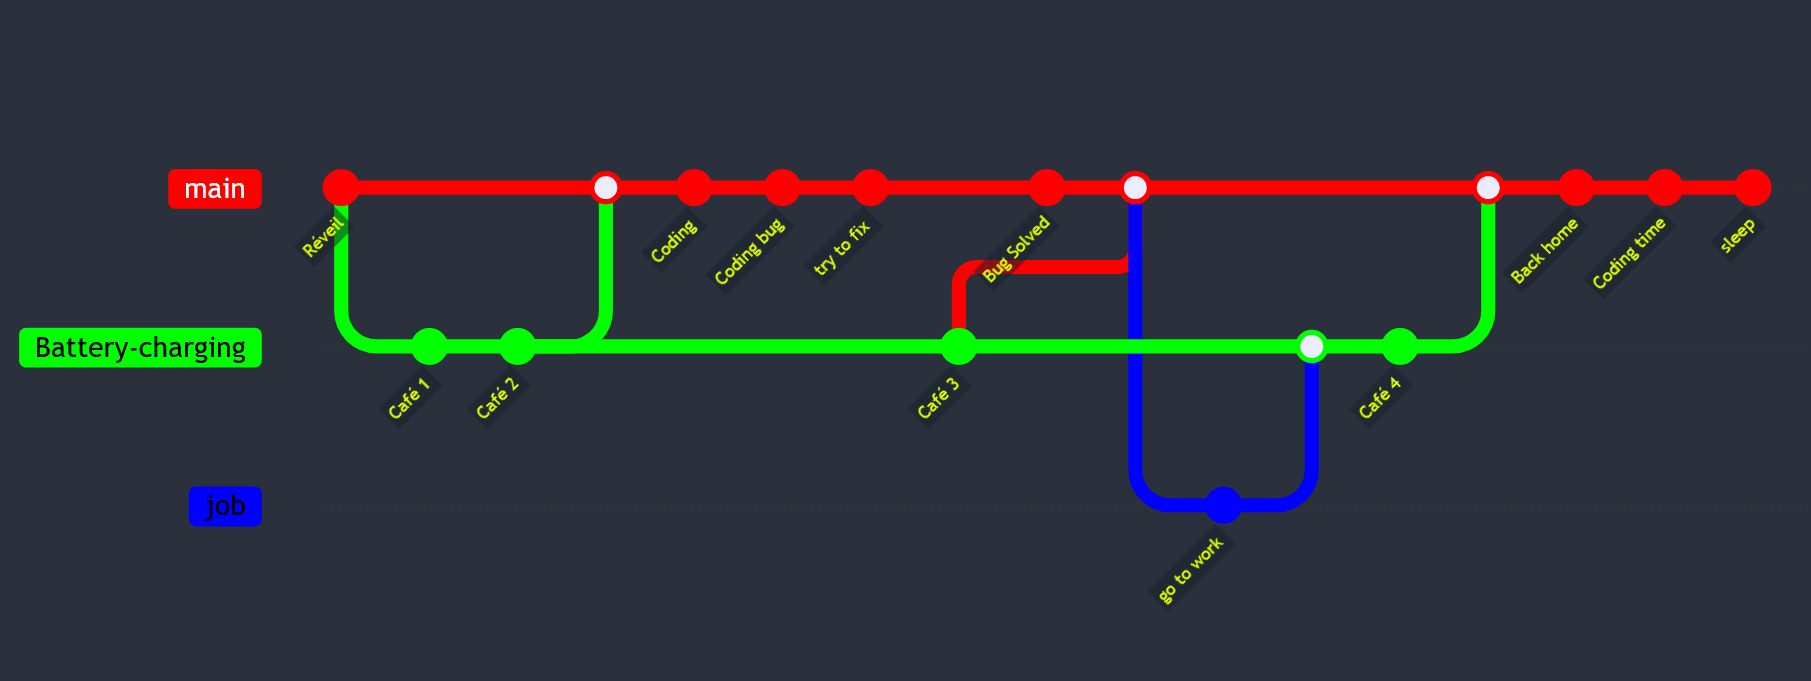 main
Réveil
Coding
Coding bug
try to fix
Bug Solved
Back home
Coding time
sleep
Battery-charging
Café 1
Café 2
Café 3
Café 4
job
go to work